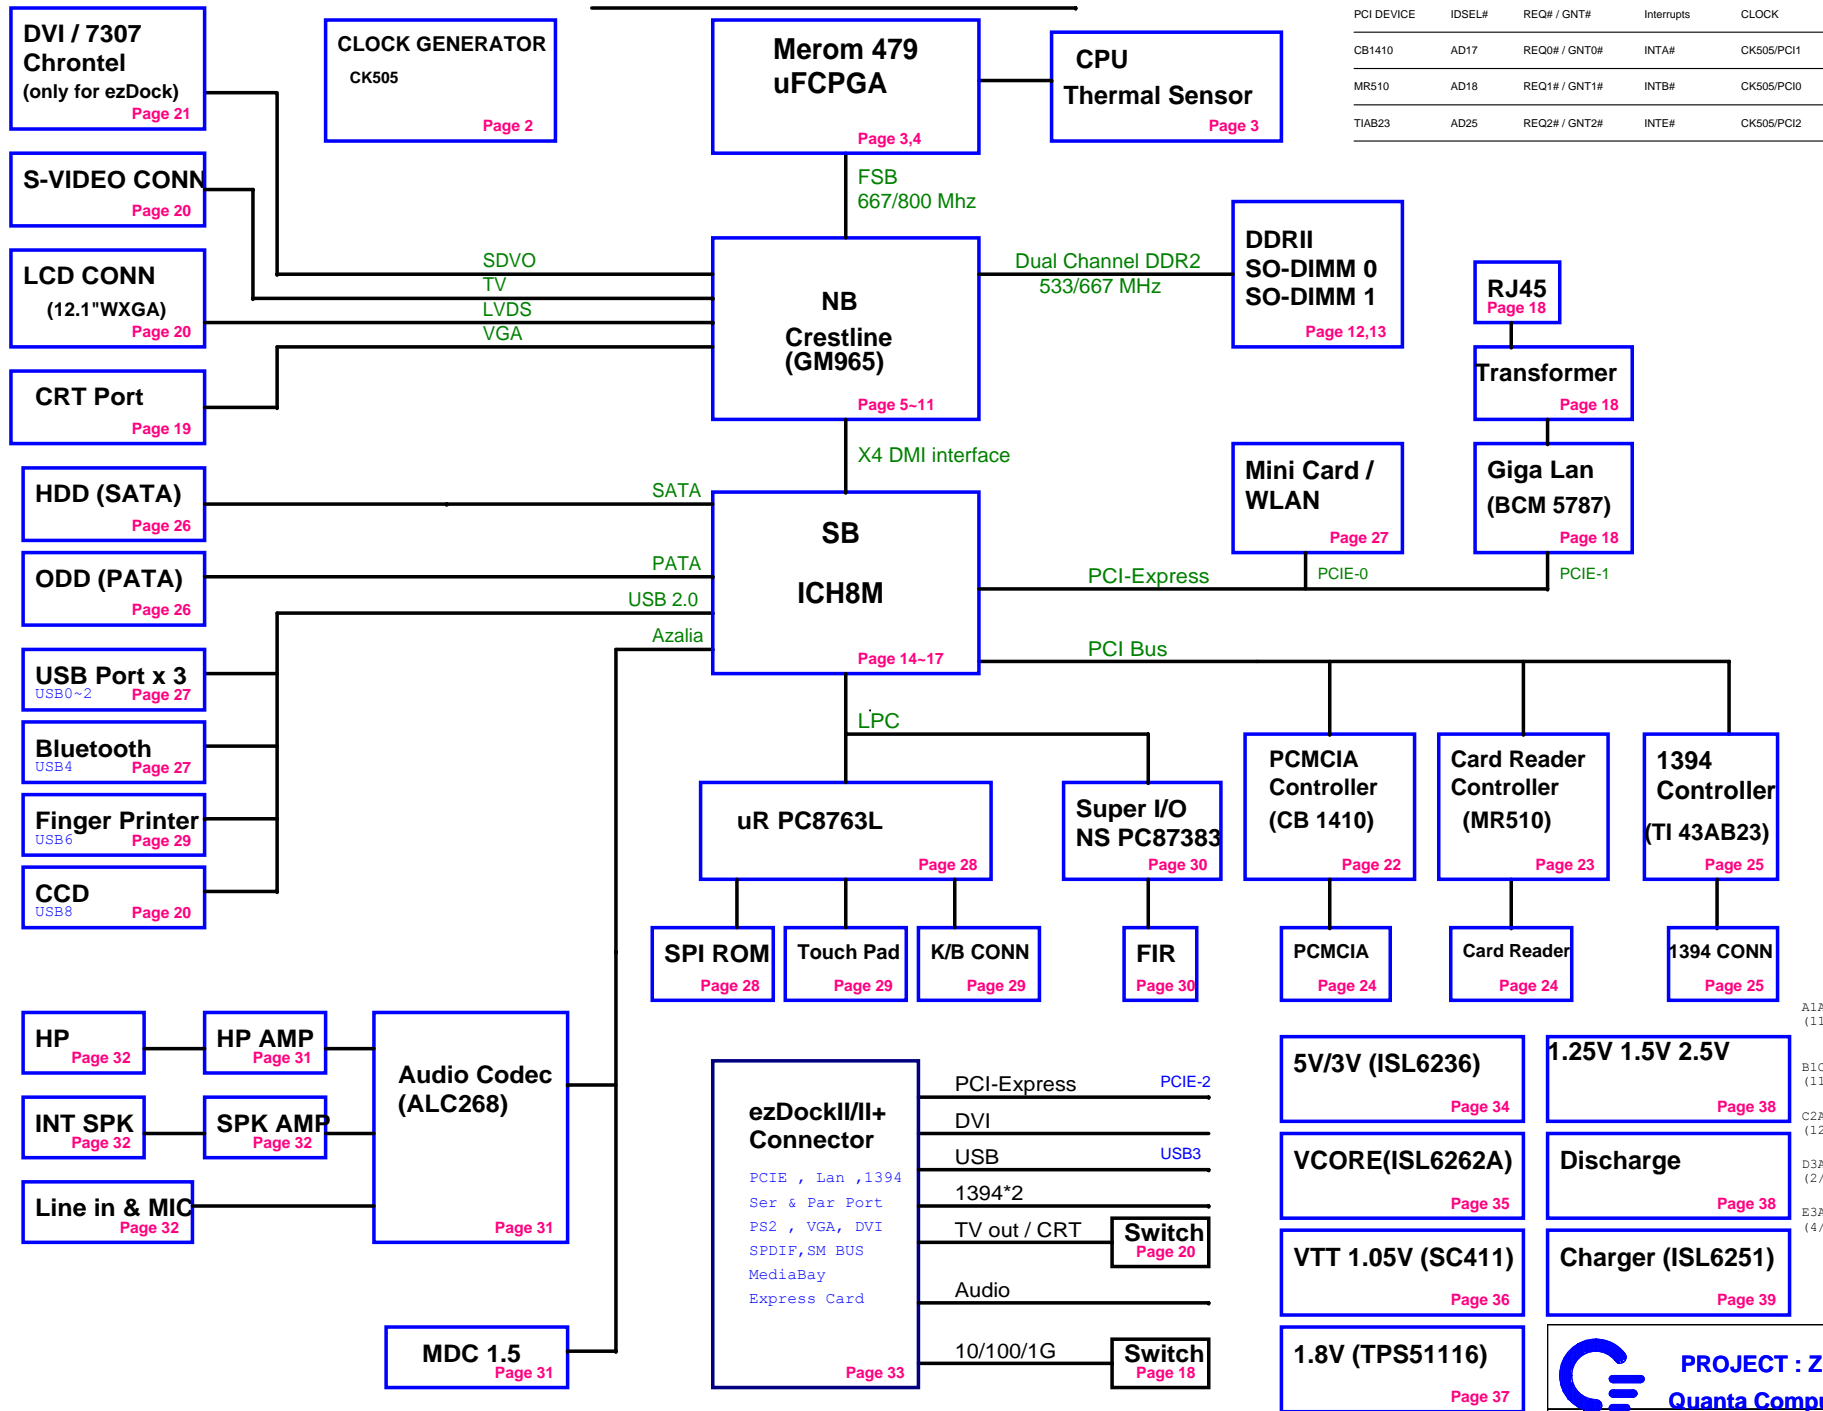 DVI / 7307
Chrontel
(only for ezDock)
Page 21
CLOCK GENERATOR
CK505
Page 2
Merom 479
uFCPGA
Page 3,4
CPU
Thermal Sensor
Page 3
PCI DEVICE IDSEL# REQ# / GNT# Interrupts CLOCK
CB1410 AD17 REQ0# / GNT0# INTA# CK505/PCI1
MR510 AD18 REQ1# / GNT1# INTB# CK505/PCI0
TIAB23 AD25 REQ2# / GNT2# INTE# CK505/PCI2
S-VIDEO CONN
Page 20
FSB
667/800 Mhz
LCD CONN
(12.1"WXGA)
Page 20
SDVO
TV
LVDS
VGA
NB
Crestline
(GM965)
Page 5~11
Dual Channel DDR2
533/667 MHz
DDRII
SO-DIMM 0
SO-DIMM 1
Page 12,13
RJ45
Page 18
Transformer
Page 18
CRT Port
Page 19
X4 DMI interface
Mini Card /
WLAN
Page 27
Giga Lan
(BCM 5787)
Page 18
HDD (SATA)
Page 26
SATA
ODD (PATA)
Page 26
PATA
USB 2.0
Azalia
SB
ICH8M
Page 14~17
PCI-Express
PCIE-0
PCIE-1
PCI Bus
USB Port x 3
USB0~2
Page 27
Bluetooth
USB4
Page 27
Finger Printer
USB6
Page 29
CCD
USB8
Page 20
LPC
uR PC8763L
Page 28
Super I/O
NS PC87383
Page 30
PCMCIA
Controller
(CB 1410)
Page 22
Card Reader
Controller
(MR510)
Page 23
1394
Controller
(TI 43AB23)
Page 25
SPI ROM
Page 28
Touch Pad
Page 29
K/B CONN
Page 29
FIR
Page 30
PCMCIA
Page 24
Card Reader
Page 24
1394 CONN
Page 25
HP
Page 32
HP AMP
Page 31
INT SPK
Page 32
SPK AMP
Page 32
Line in & MIC
Page 32
Audio Codec
(ALC268)
Page 31
MDC 1.5
Page 31
ezDockII/II+
Connector
PCIE , Lan ,1394
Ser & Par Port
PS2 , VGA, DVI
SPDIF,SM BUS
MediaBay
Express Card
Page 33
PCI-Express PCIE-2
DVI
USB USB3
1394*2
TV out / CRT
Switch
Page 20
Audio
10/100/1G
Switch
Page 18
5V/3V (ISL6236)
Page 34
1.25V 1.5V 2.5V
Page 38
VCORE(ISL6262A)
Page 35
Discharge
Page 38
VTT 1.05V (SC411)
Page 36
Charger (ISL6251)
Page 39
1.8V (TPS51116)
Page 37
A1A
(11
(11
C2A
(12
D3A
(2/
E3A
(4/
PROJECT : Z
Quanta Comp